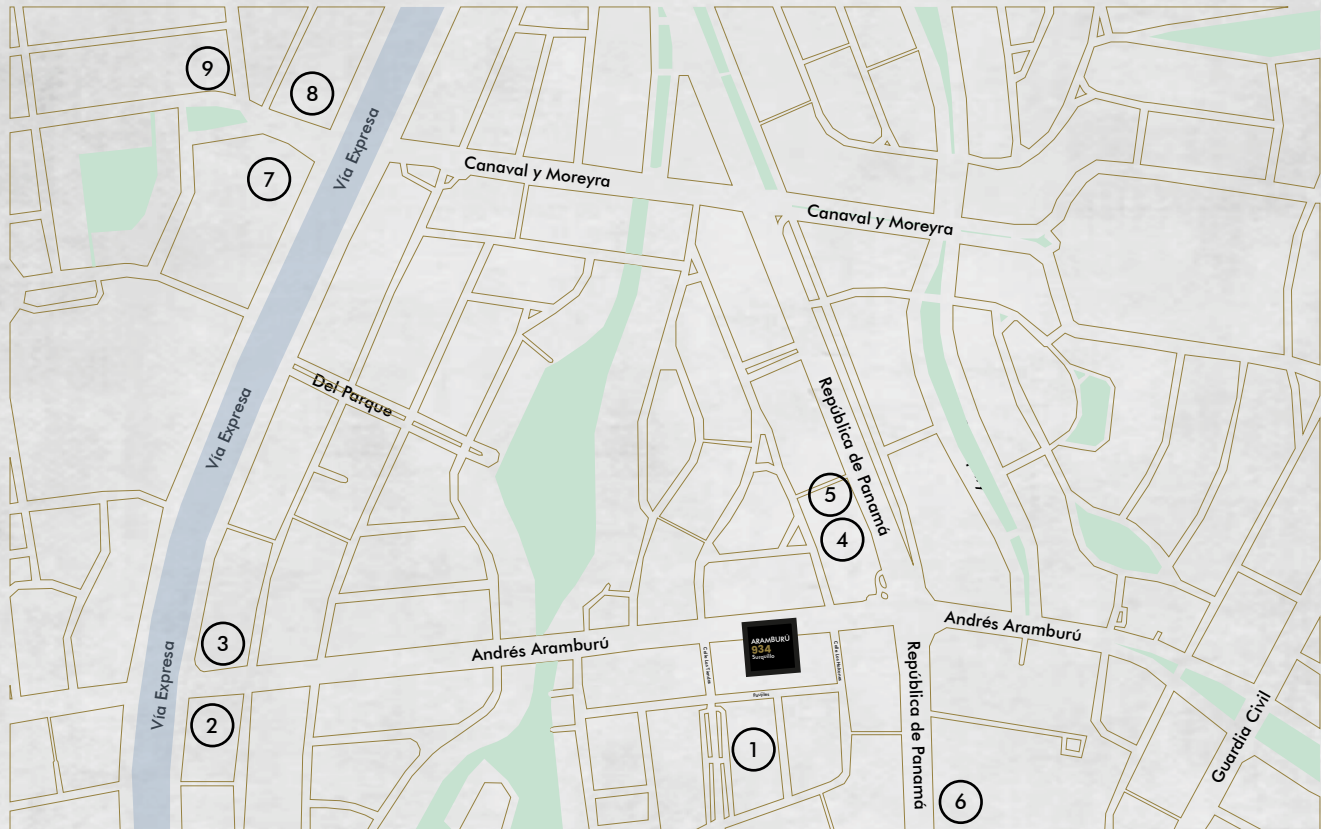 9
8
Vía Expresa
Canaval y Moreyra
7
Canaval y Moreyra
Del Parque
Vía Expresa
República de Panamá
5
4
3
Andrés Aramburú
ARAMBURÚ
934
Surquillo
Andrés Aramburú
Vía Expresa
2
República de Panamá
Guardia Civil
1
6